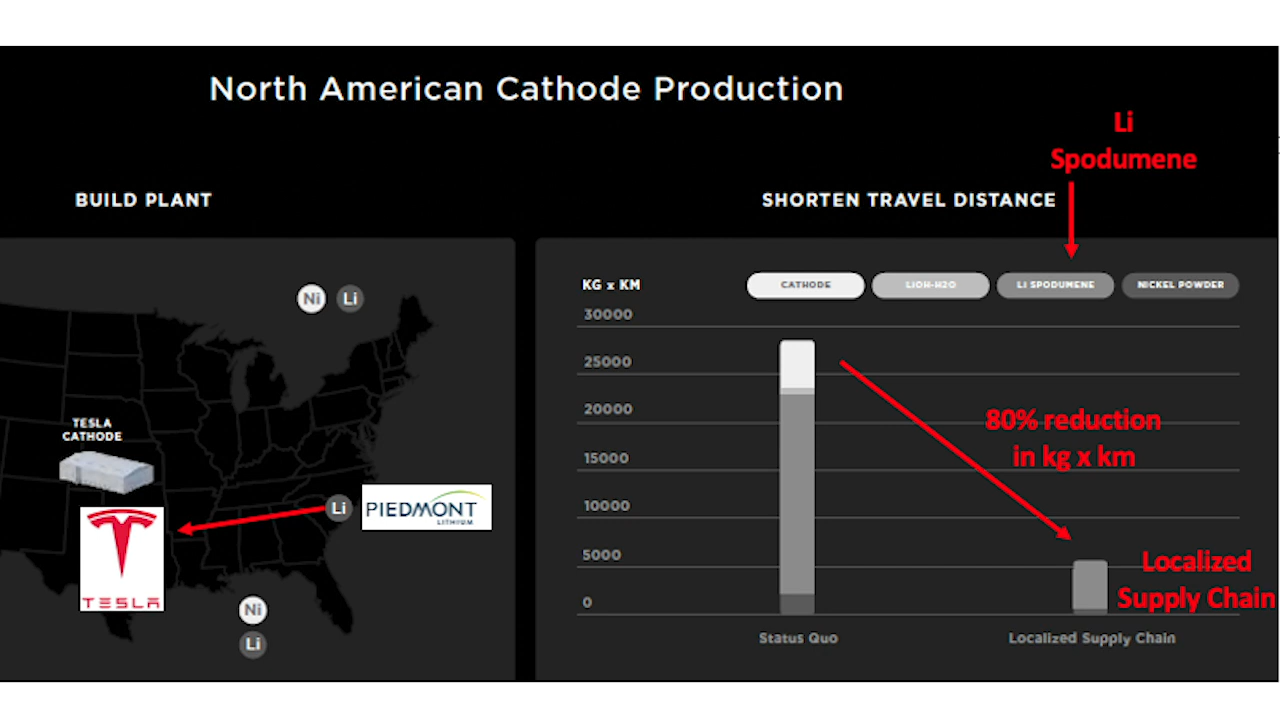 North American Cathode Production
Li
Spodumene
BUILD PLANT
SHORTEN TRAVEL DISTANCE
Ni
Li
TESLA
CATHODE
Li
PIEDMONT
LITHIUM
TESLA
Ni
Li
KG x KM
CATHODE
LIOH-H2O
LI SPODUMENE
NICKEL POWDER
30000
25000
20000
15000
10000
5000
0
80% reduction
in kg x km
Localized
Supply Chain
Status Quo
Localized Supply Chain